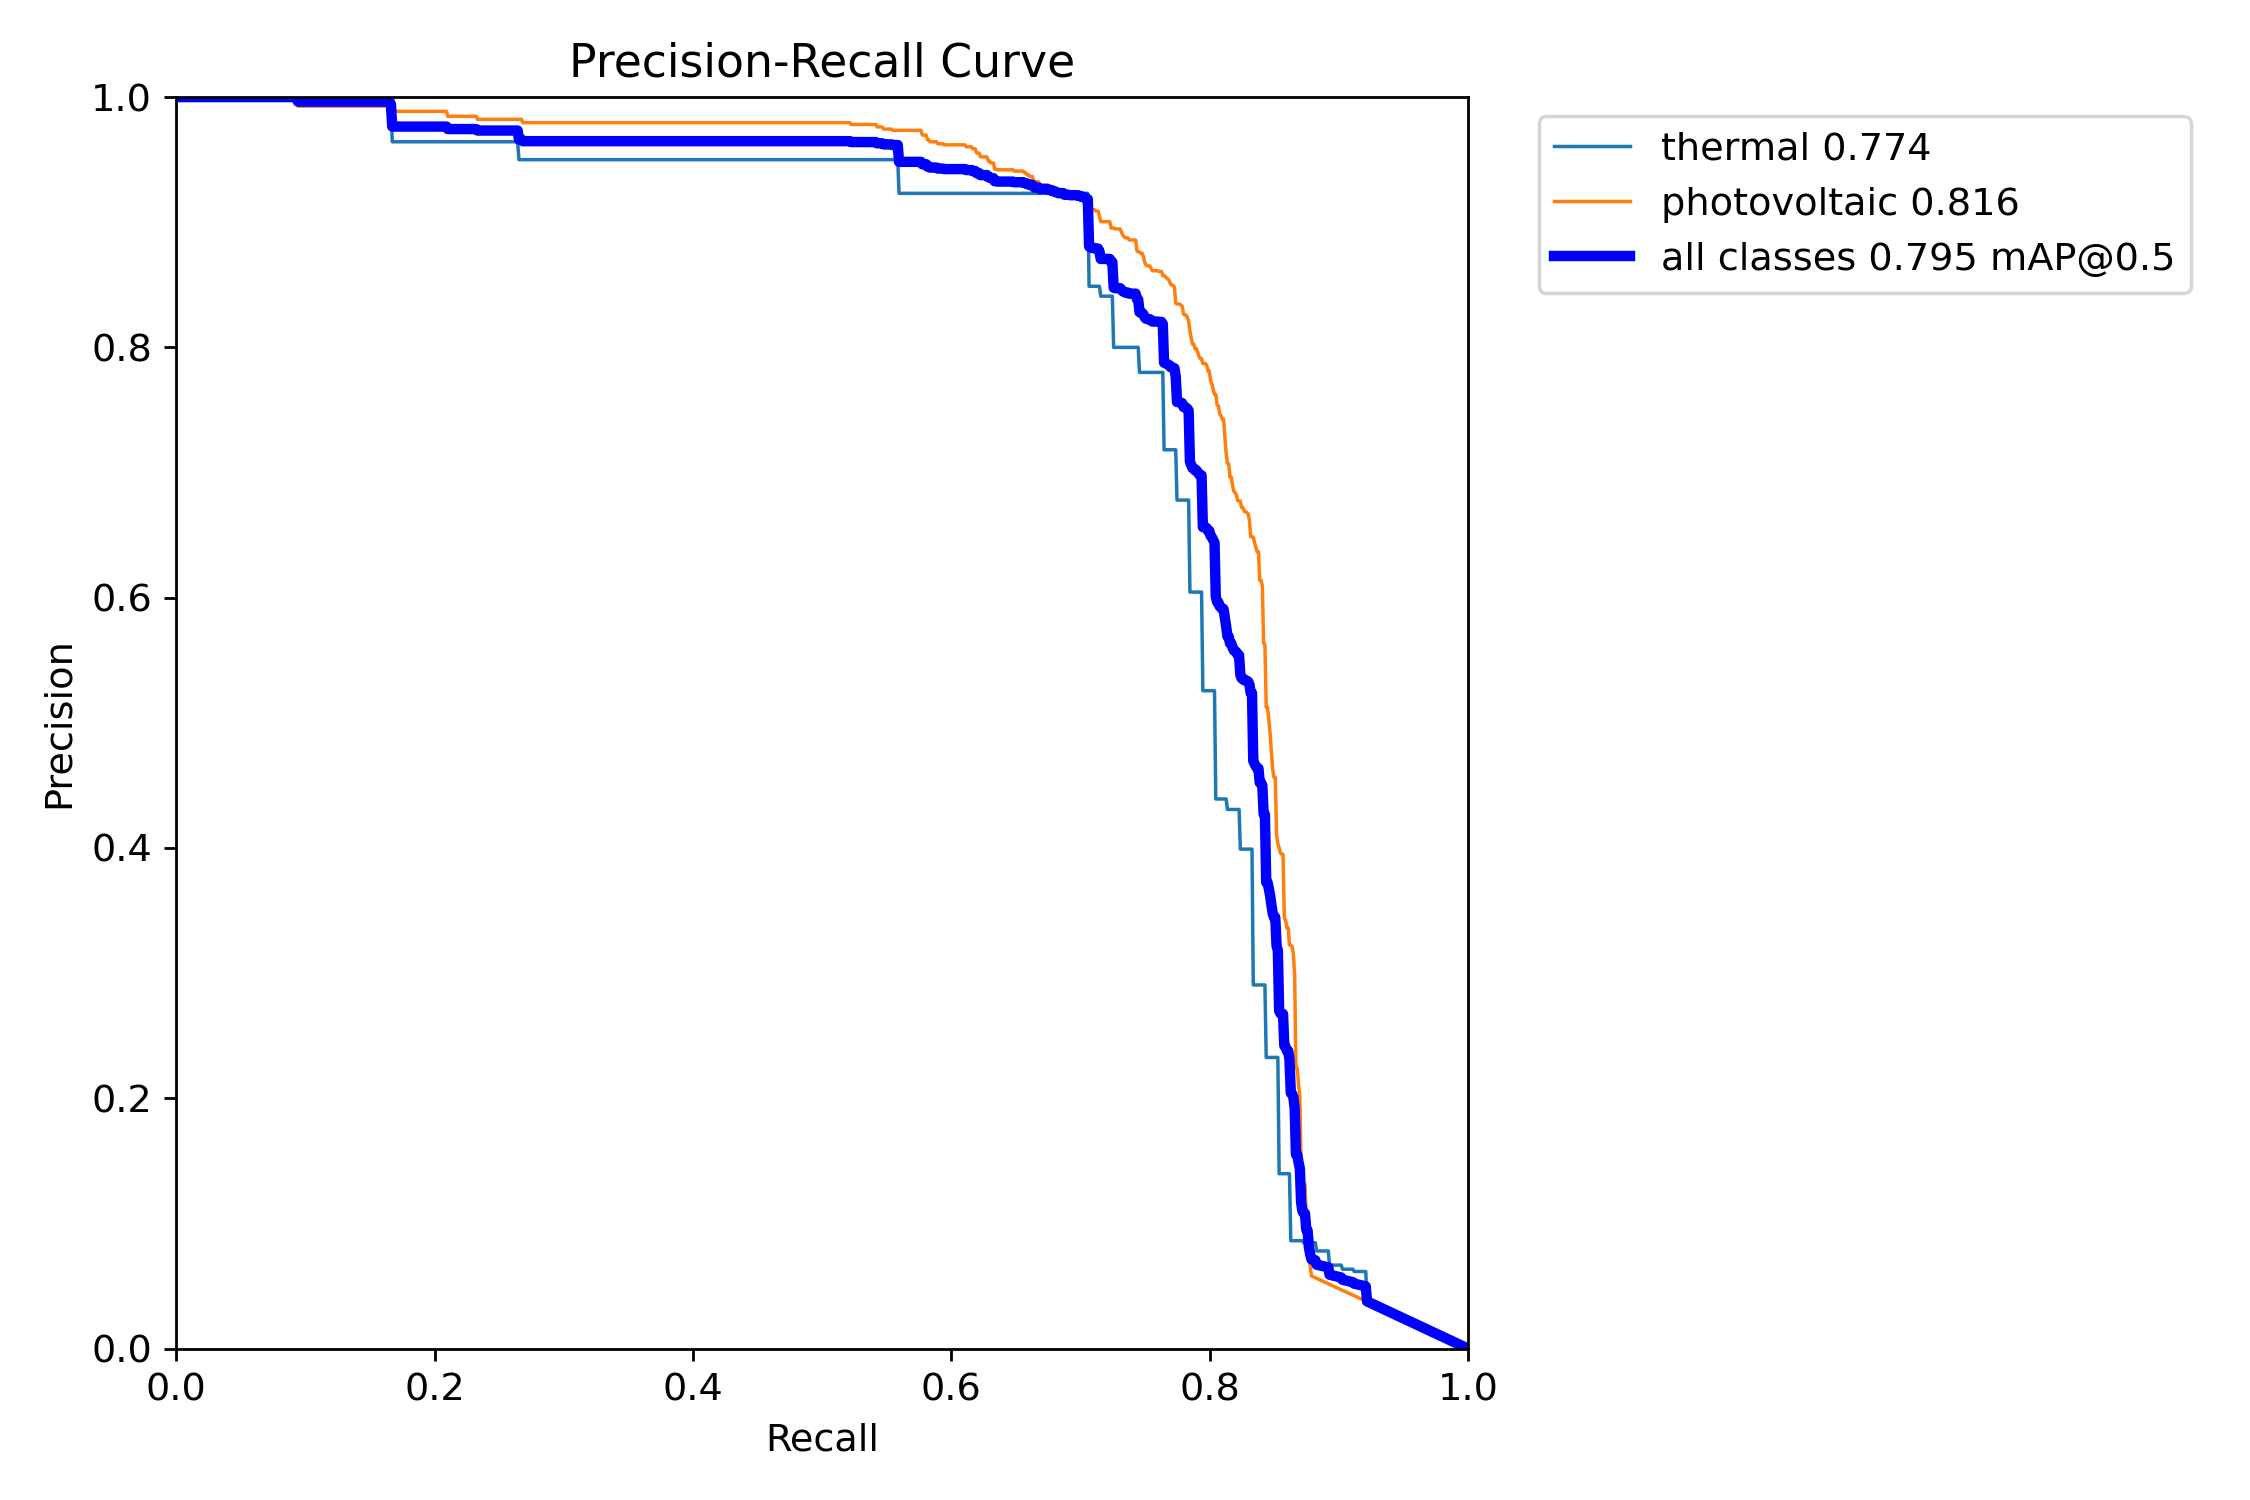 Precision-Recall Curve
thermal 0.774
photovoltaic 0.816
all classes 0.795 mAP@0.5
Precision
1.0
0.8
0.6
0.4
0.2
0.0
0.0 0.2 0.4 0.6 0.8 1.0
Recall